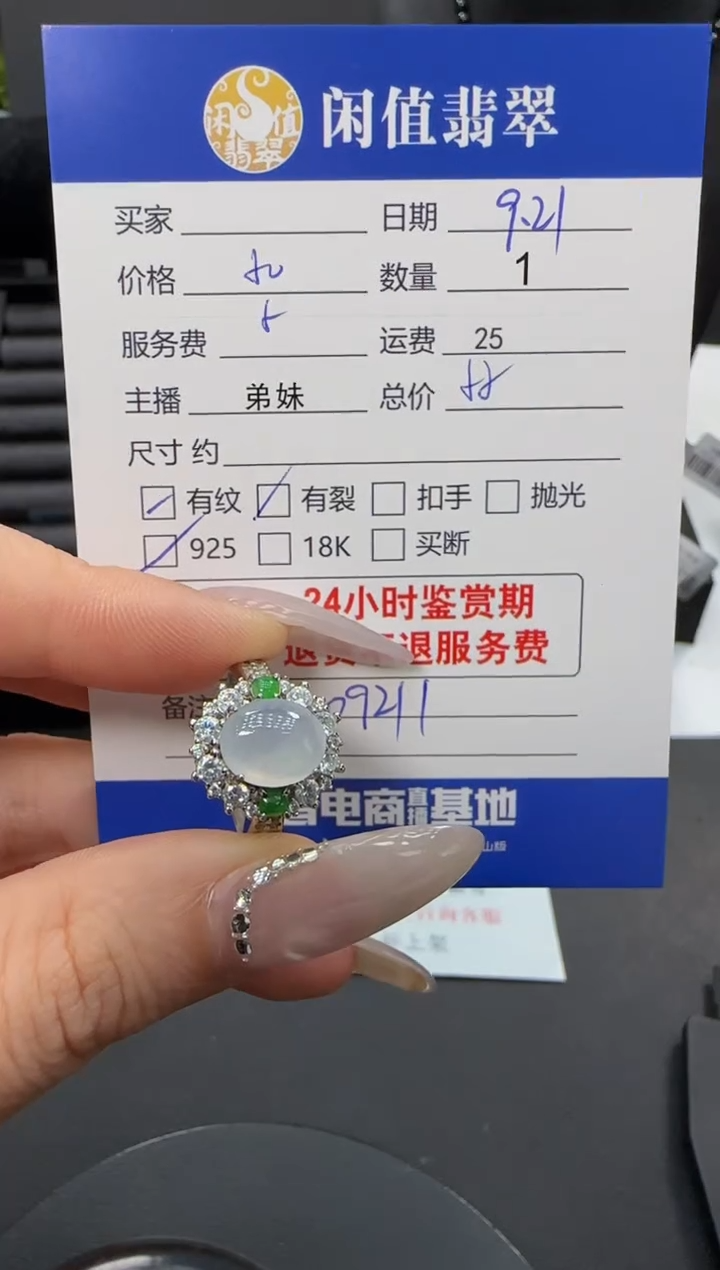 闲值翡翠
闲值翡翠
买家 日期 9.21
价格 数量 1
服务费 运费 25
主播 弟妹 总价
尺寸 约
有纹 有裂 扣手 抛光
925 18K 买断
24小时鉴赏期
退服务费
备注 9211
电商直播基地